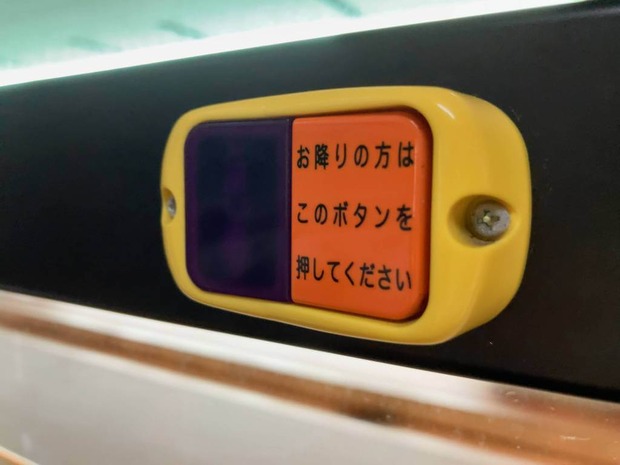 お降りの方は
このボタンを
押してください